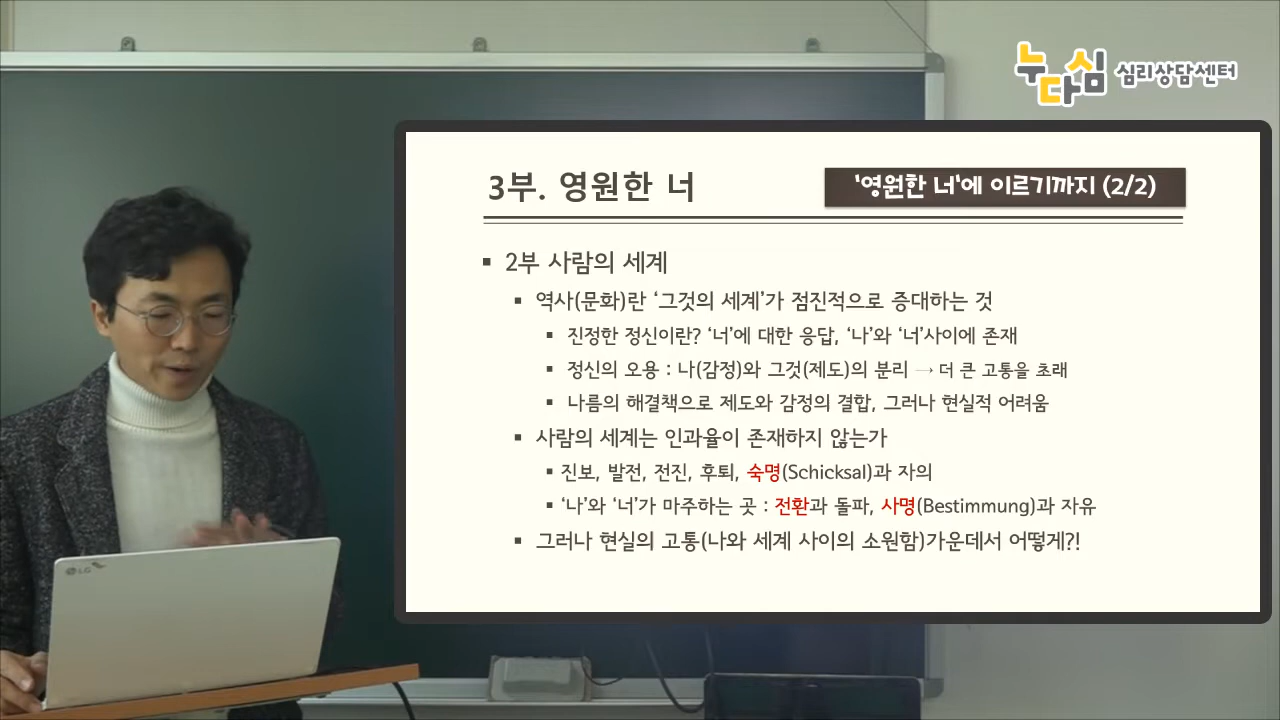 누다심 심리상담센터
3부. 영원한 너
'영원한 너'에 이르기까지 (2/2)
▪ 2부 사람의 세계
▪ 역사(문화)란 '그것의 세계'가 점진적으로 증대하는 것
▪ 진정한 정신이란? '너'에 대한 응답, '나'와 '너'사이에 존재
▪ 정신의 오용 : 나(감정)와 그것(제도)의 분리 → 더 큰 고통을 초래
▪ 나름의 해결책으로 제도와 감정의 결합, 그러나 현실적 어려움
▪ 사람의 세계는 인과율이 존재하지 않는가
▪ 진보, 발전, 전진, 후퇴, 숙명(Schicksal)과 자의
▪ '나'와 '너'가 마주하는 곳 : 전환과 돌파, 사명(Bestimmung)과 자유
▪ 그러나 현실의 고통(나와 세계 사이의 소원함)가운데서 어떻게?!
LG